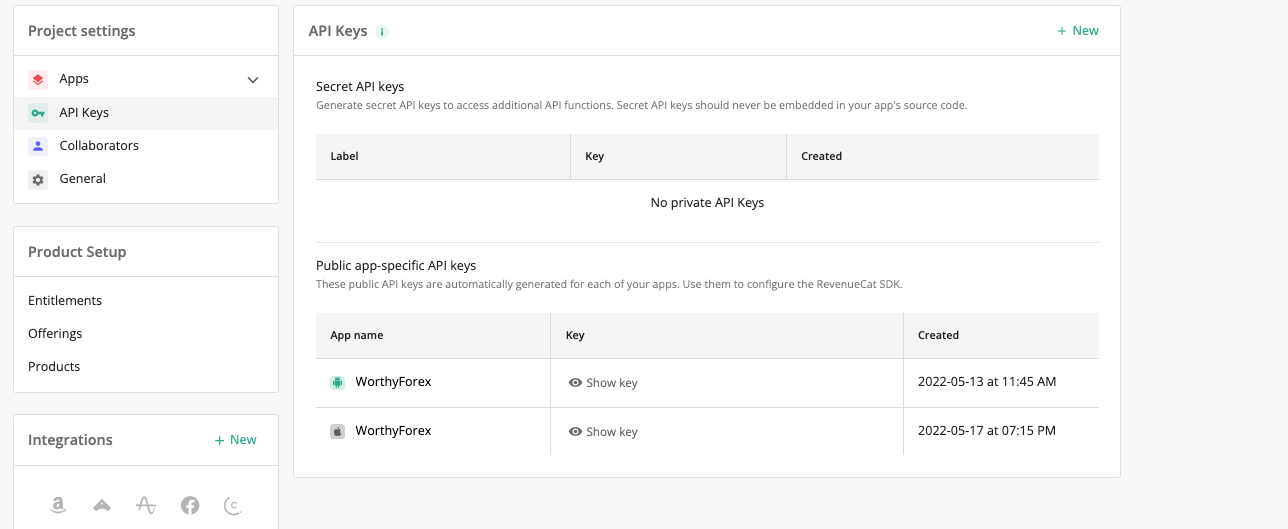 Project settings
Apps
API Keys
Collaborators
General
Product Setup
Entitlements
Offerings
Products
Integrations
+ New
API Keys
+ New
Secret API keys
Generate secret API keys to access additional API functions. Secret API keys should never be embedded in your app's source code.
Label Key Created
No private API Keys
Public app-specific API keys
These public API keys are automatically generated for each of your apps. Use them to configure the RevenueCat SDK.
App name Key Created
WorthyForex Show key 2022-05-13 at 11:45 AM
WorthyForex Show key 2022-05-17 at 07:15 PM